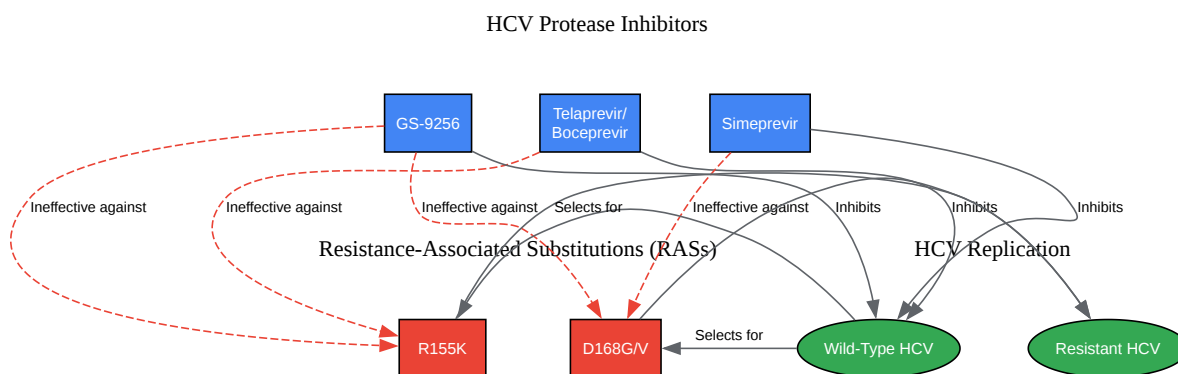 HCV Protease Inhibitors
GS-9256
Telaprevir/
Boceprevir
Simeprevir
Ineffective against
Ineffective against
Ineffective against
Selects for
Ineffective against
Inhibits
Inhibits
Inhibits
Resistance-Associated Substitutions (RASs)
HCV Replication
R155K
D168G/V
Selects for
Wild-Type HCV
Resistant HCV